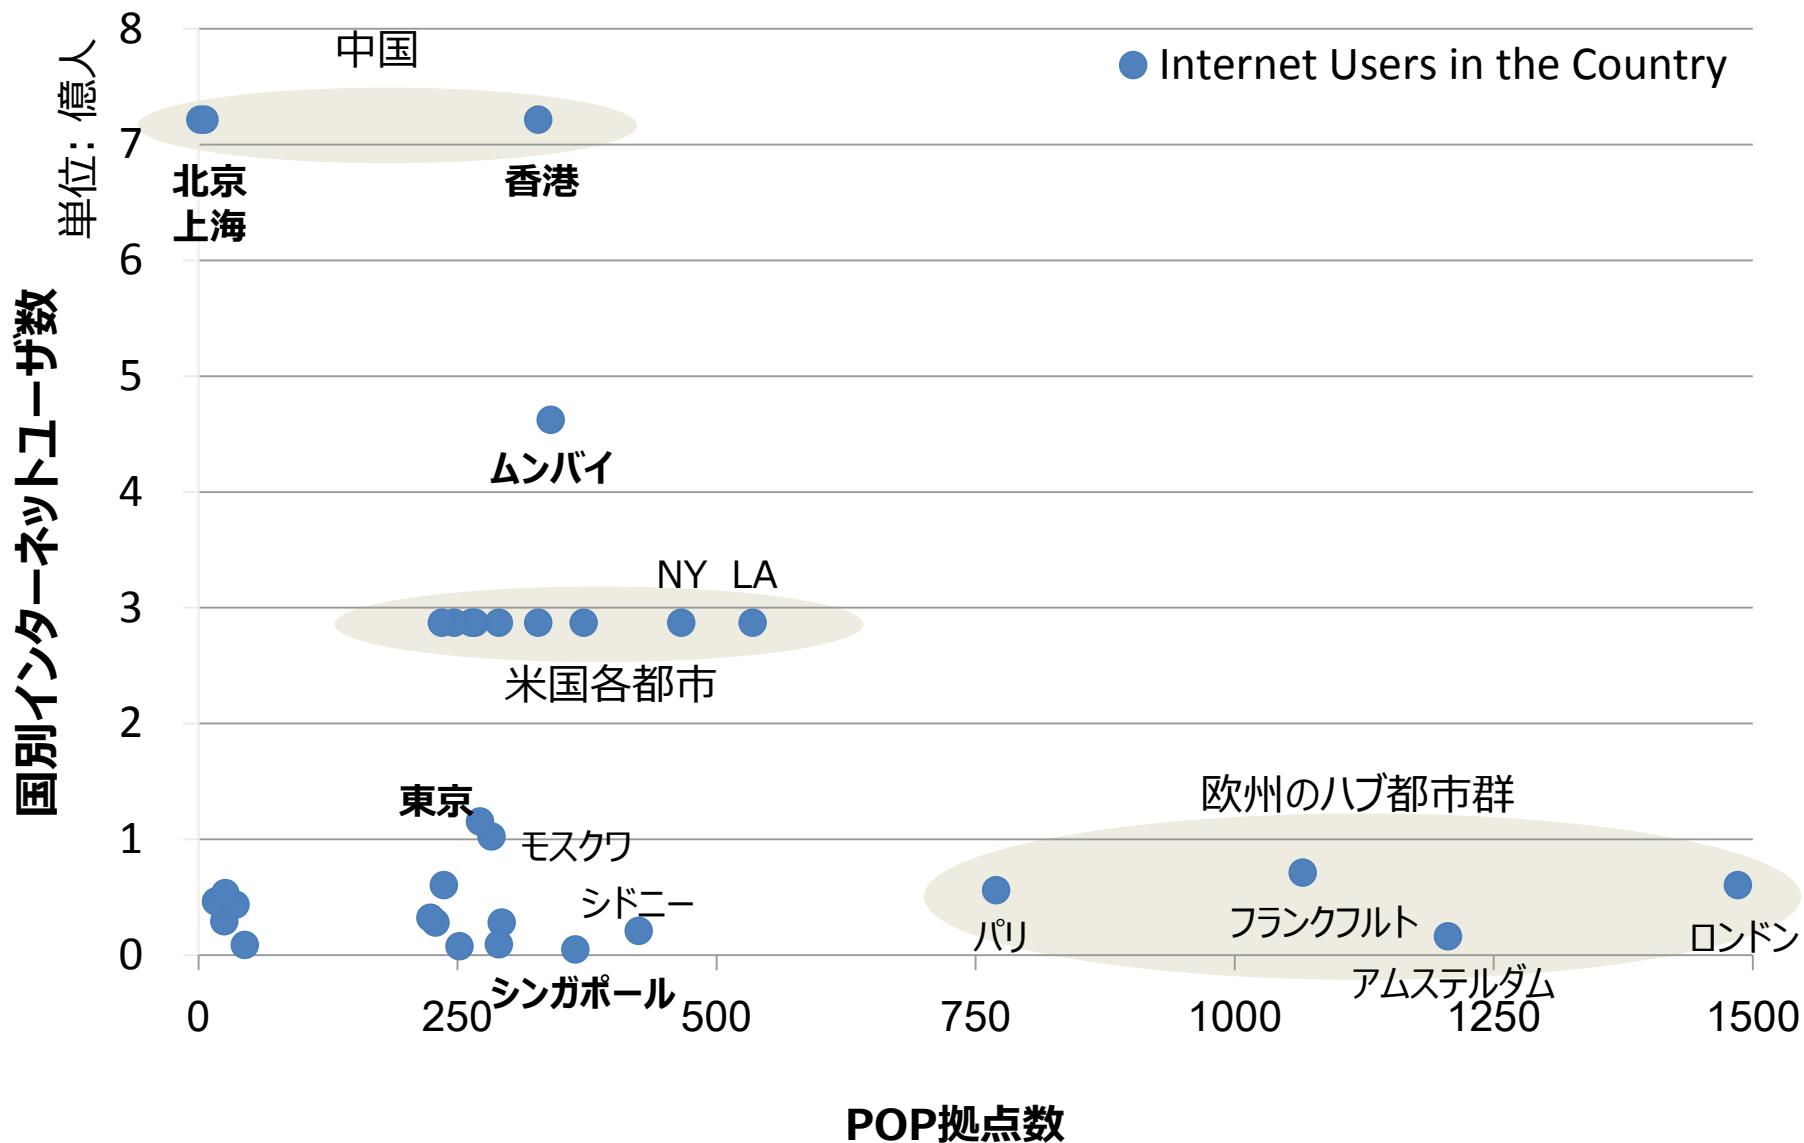 8
7
6
5
4
3
2
1
0
単位: 億人
国別インターネットユーザ数
中国
Internet Users in the Country
北京
上海
香港
ムンバイ
NY LA
米国各都市
東京
モスクワ
シドニー
シンガポール
欧州のハブ都市群
パリ
フランクフルト
アムステルダム
ロンドン
0 250 500 750 1000 1250 1500
POP拠点数